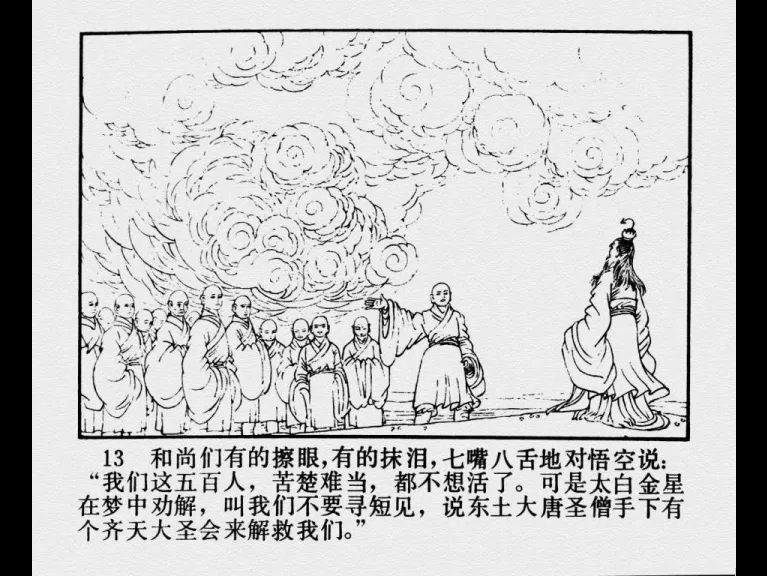 13 和尚们有的擦眼,有的抹泪,七嘴八舌地对悟空说:
“我们这五百人，苦楚难当，都不想活了。可是太白金星
在梦中劝解，叫我们不要寻短见，说东土大唐圣僧手下有
个齐天大圣会来解救我们。”